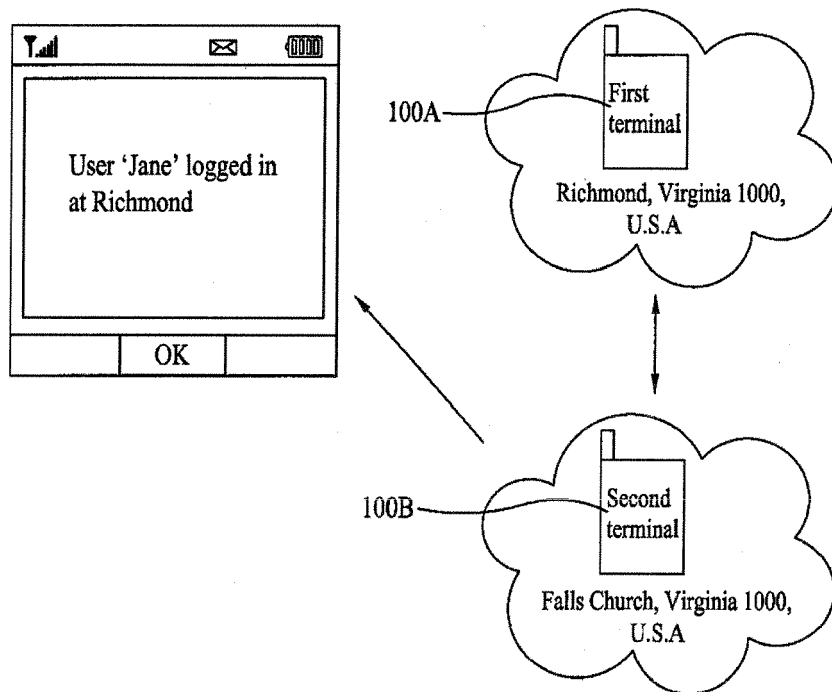 User 'Jane' logged in
at Richmond
OK
100A
First
terminal
Richmond, Virginia 1000,
U.S.A
100B
Second
terminal
Falls Church, Virginia 1000,
U.S.A